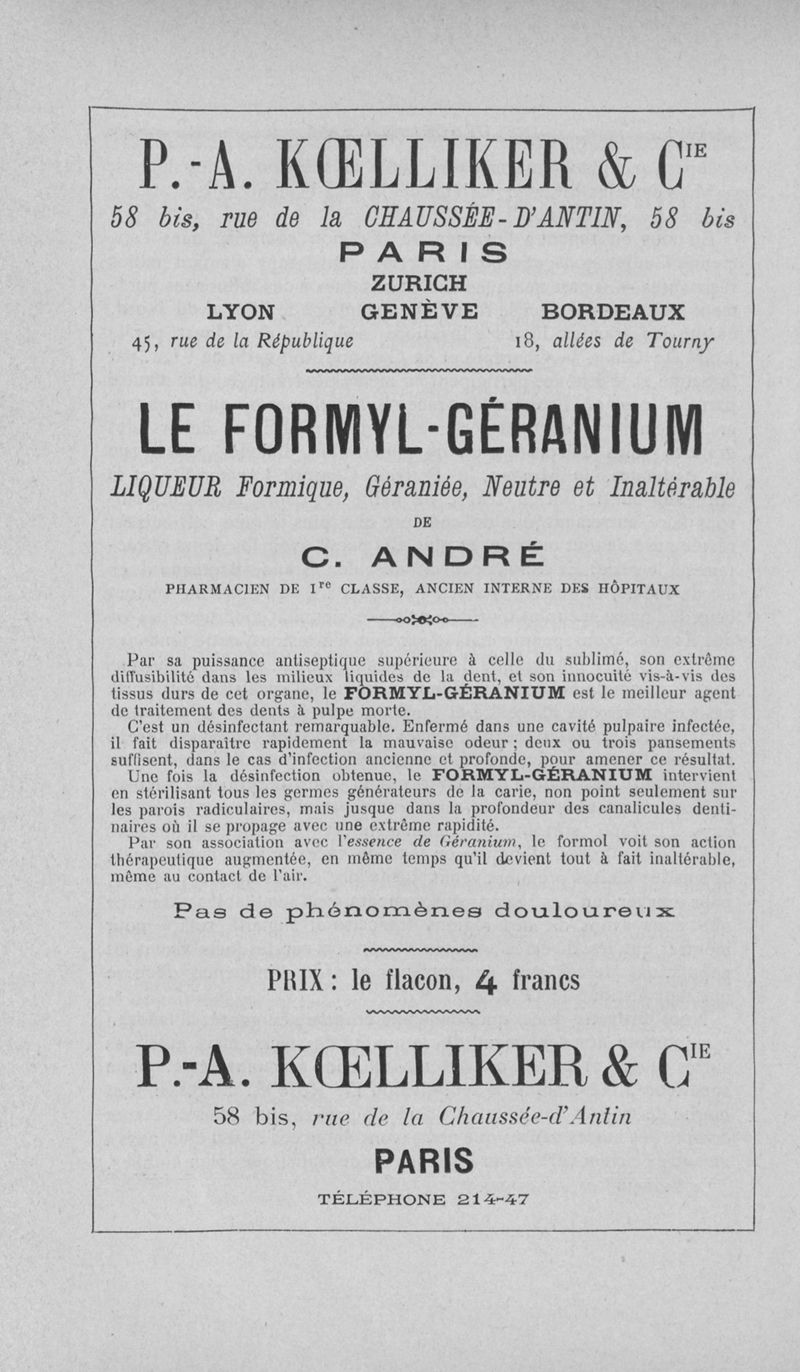 P.-A. KŒLLIKER & CIE
58 bis, rue de la CHAUSSÉE-D'ANTIN, 58 bis
PARIS
ZURICH
LYON GENÈVE BORDEAUX
45, rue de la République 18, allées de Tourny
LE FORMYL-GÉRANIUM
LIQUEUR Formique, Géraniée, Neutre et Inaltérable
DE
C. ANDRÉ
PHARMACIEN DE Ire CLASSE, ANCIEN INTERNE DES HÔPITAUX
Par sa puissance antiseptique supérieure à celle du sublimé, son extrême
diffusibilité dans les milieux liquides de la dent, et son innocuité vis-à-vis des
tissus durs de cet organe, le FORMYL-GÉRANIUM est le meilleur agent
de traitement des dents à pulpe morte.
C'est un désinfectant remarquable. Enfermé dans une cavité pulpaire infectée,
il fait disparaître rapidement la mauvaise odeur ; deux ou trois pansements
suffisent, dans le cas d'infection ancienne et profonde, pour amener ce résultat.
Une fois la désinfection obtenue, le FORMYL-GÉRANIUM intervient
en stérilisant tous les germes générateurs de la carie, non point seulement sur
les parois radiculaires, mais jusque dans la profondeur des canalicules denti-
naires où il se propage avec une extrême rapidité.
Par son association avec l'essence de Géranium, le formol voit son action
thérapeutique augmentée, en même temps qu'il devient tout à fait inaltérable,
même au contact de l'air.
Pas de phénomènes douloureux
PRIX : le flacon, 4 francs
P.-A. KŒLLIKER & CIE
58 bis, rue de la Chaussée-d'Antin
PARIS
TÉLÉPHONE 214-47